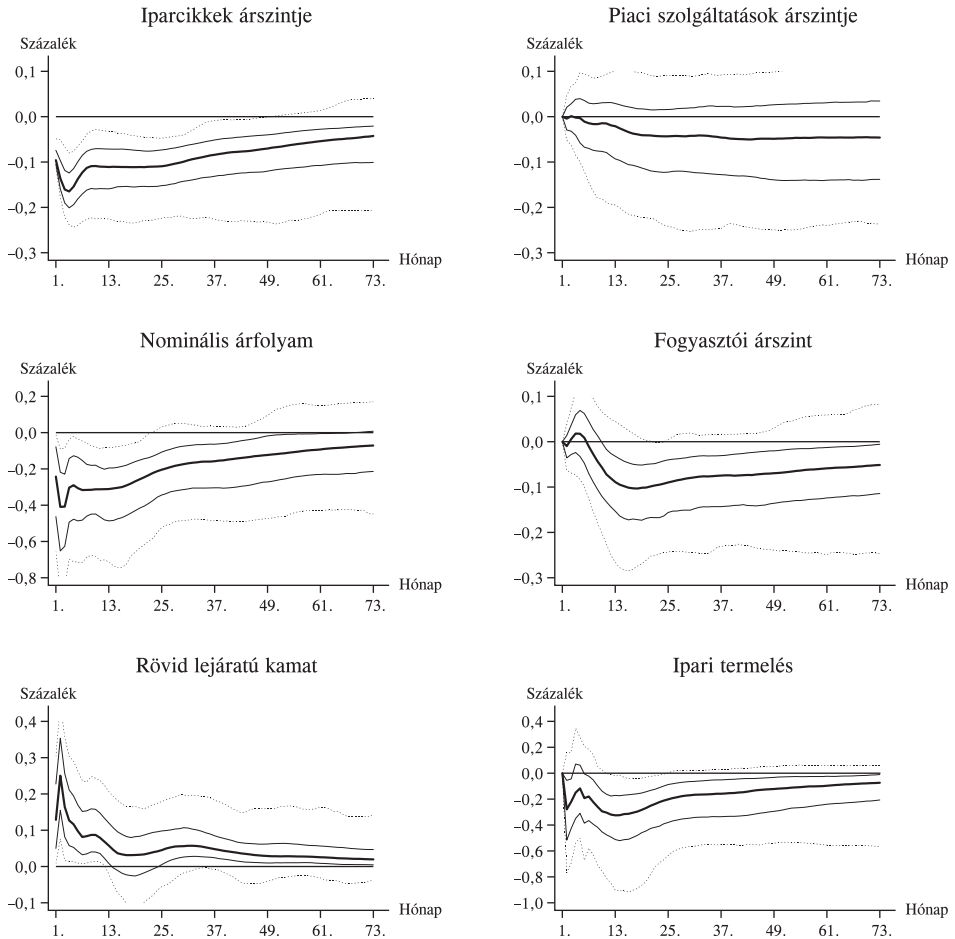 Iparcikkek árszintje
Százalék
0,1
0,0
–0,1
–0,2
–0,3
Hónap
1. 13. 25. 37. 49. 61. 73.
Piaci szolgáltatások árszintje
Százalék
0,1
0,0
–0,1
–0,2
–0,3
Hónap
1. 13. 25. 37. 49. 61. 73.
Nominális árfolyam
Százalék
0,2
0,0
–0,2
–0,4
–0,6
–0,8
Hónap
1. 13. 25. 37. 49. 61. 73.
Fogyasztói árszint
Százalék
0,1
0,0
–0,1
–0,2
–0,3
Hónap
1. 13. 25. 37. 49. 61. 73.
Rövid lejáratú kamat
Százalék
0,4
0,3
0,2
0,1
0,0
–0,1
Hónap
1. 13. 25. 37. 49. 61. 73.
Ipari termelés
Százalék
0,4
0,2
0,0
–0,2
–0,4
–0,6
–0,8
–1,0
Hónap
1. 13. 25. 37. 49. 61. 73.